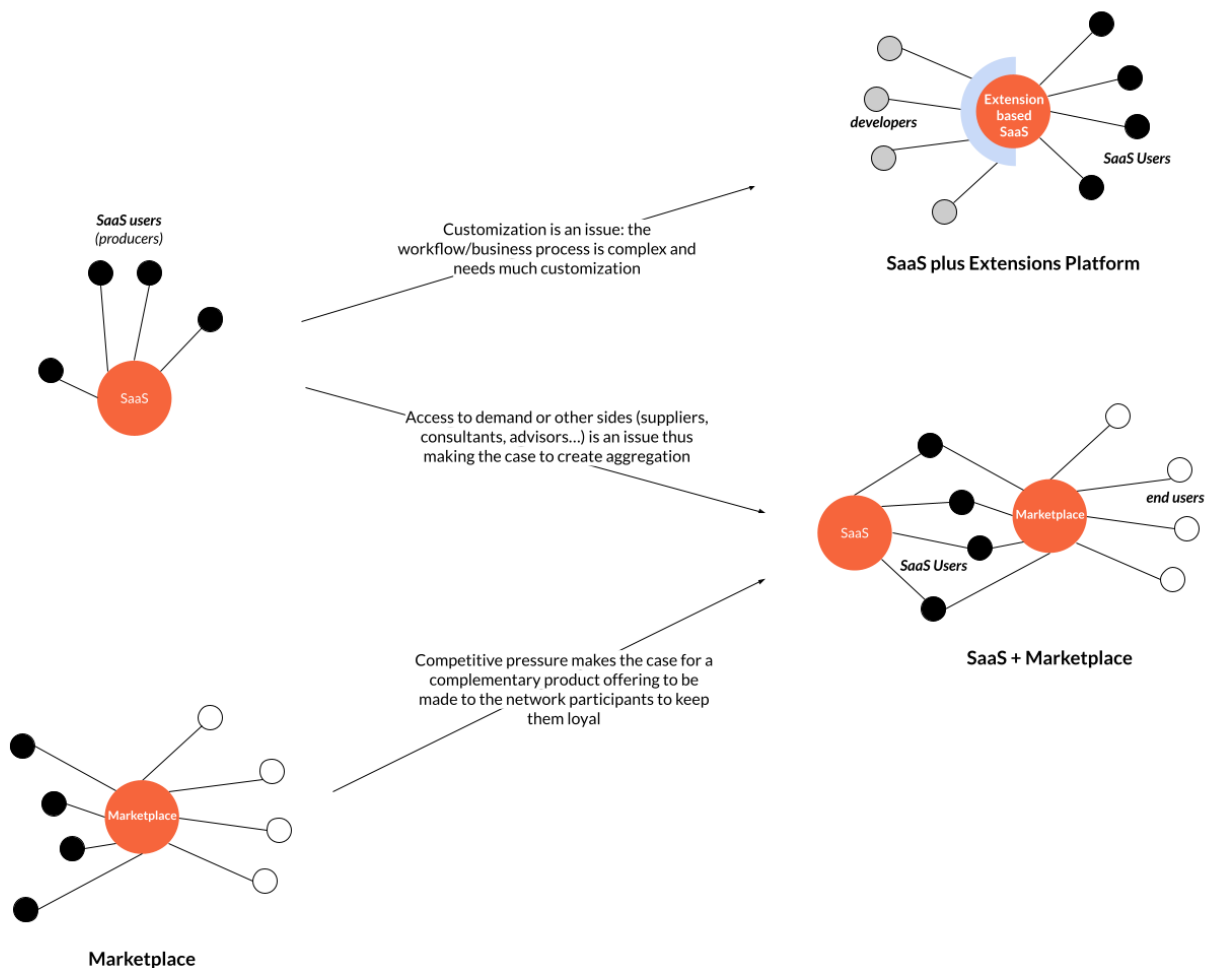 Extension
based
SaaS
developers
SaaS Users
SaaS plus Extensions Platform
SaaS users
(producers)
SaaS
Customization is an issue: the
workflow/business process is complex and
needs much customization
Access to demand or other sides (suppliers,
consultants, advisors...) is an issue thus
making the case to create aggregation
SaaS
SaaS Users
Marketplace
end users
SaaS + Marketplace
Competitive pressure makes the case for a
complementary product offering to be
made to the network participants to keep
them loyal
Marketplace
Marketplace